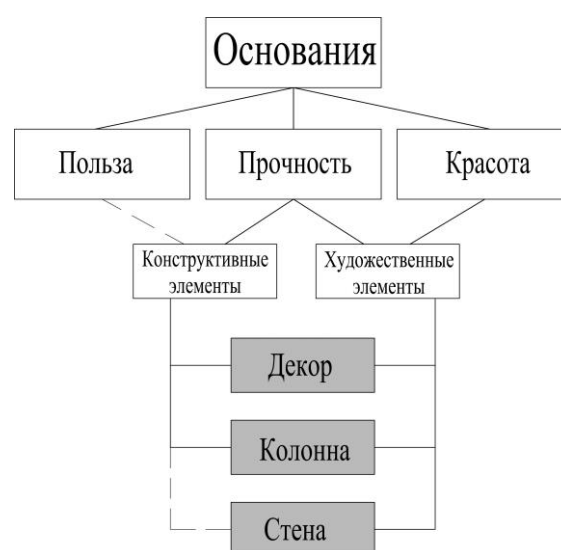 Основания
Польза
Прочность
Красота
Конструктивные
элементы
Художественные
элементы
Декор
Колонна
Стена